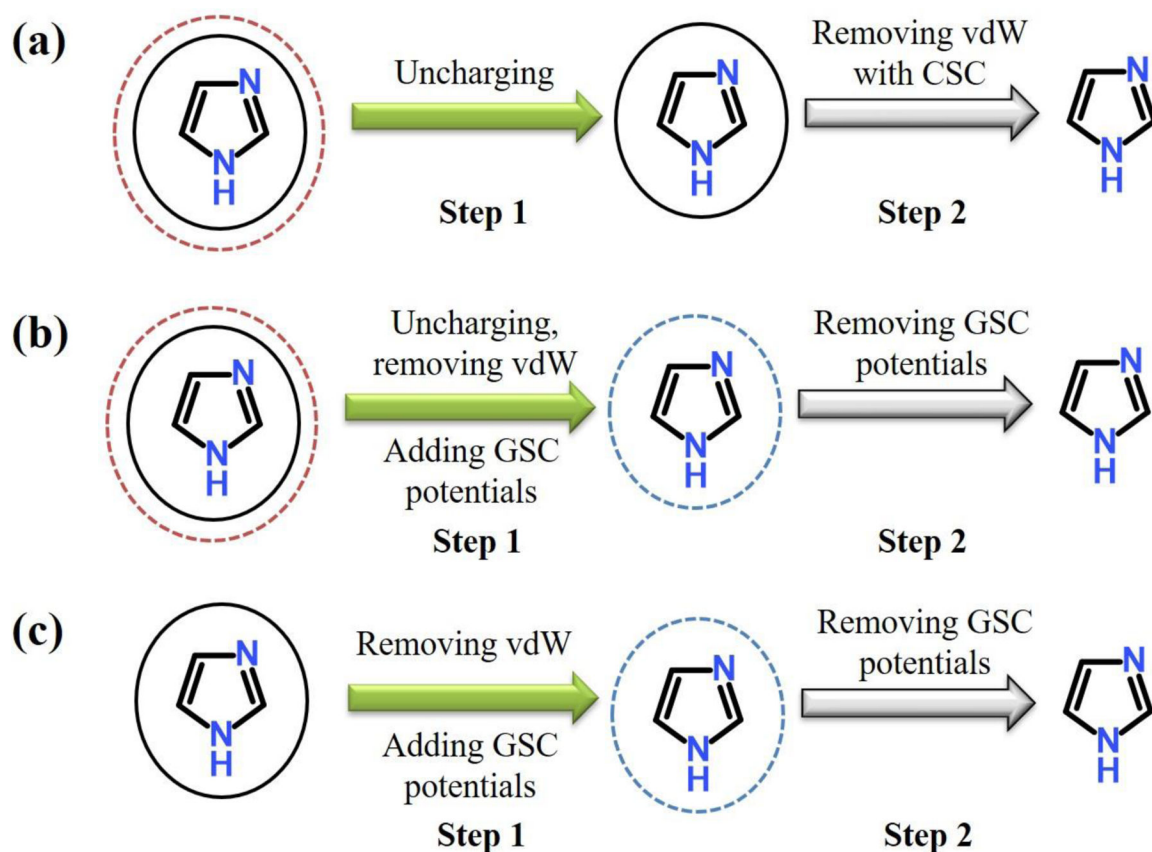 (a)
Uncharging
Step 1
Removing vdW
with CSC
Step 2
N
N
H
N
N
H
N
N
H
(b)
Uncharging,
removing vdW
Adding GSC
potentials
Step 1
Removing GSC
potentials
Step 2
N
N
H
N
N
H
N
N
H
(c)
Removing vdW
Adding GSC
potentials
Step 1
Removing GSC
potentials
Step 2
N
N
H
N
N
H
N
N
H